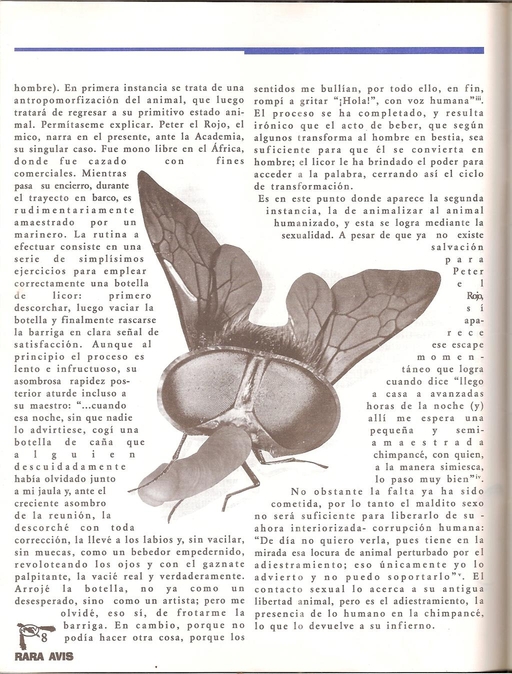 hombre). En primera instancia se trata de una
antropomorfización del animal, que luego
tratará de regresar a su primitivo estado ani-
mal. Permítaseme explicar. Peter el Rojo, el
mico, narra en el presente, ante la Academia,
su singular caso. Fue mono libre en el África,
donde fue cazado con fines
comerciales. Mientras
pasa su encierro, durante
el trayecto en barco, es
rudimentariamente
amaestrado por un
marinero. La rutina a
efectuar consiste en una
serie de simplísimos
ejercicios para emplear
correctamente una botella
de licor: primero
descorchar, luego vaciar la
botella y finalmente rascarse
la barriga en clara señal de
satisfacción. Aunque al
principio el proceso es
lento e infructuoso, su
asombrosa rapidez pos-
terior aturde incluso a
su maestro: "...cuando
esa noche, sin que nadie
lo advirtiese, cogí una
botella de caña que
alguien
descuidadamente
había olvidado junto
a mi jaula y, ante el
creciente asombro
de la reunión, la
descorché con toda
corrección, la llevé a los labios y, sin vacilar,
sin muecas, como un bebedor empedernido,
revoloteando los ojos y con el gaznate
palpitante, la vacié real y verdaderamente.
Arrojé la botella, no ya como un
desesperado, sino como un artista; pero me
olvidé, eso sí, de frotarme la
barriga. En cambio, porque no
podía hacer otra cosa, porque los
sentidos me bullían, por todo ello, en fin,
rompí a gritar "¡Hola!", con voz humana"iii.
El proceso se ha completado, y resulta
irónico que el acto de beber, que según
algunos transforma al hombre en bestia, sea
suficiente para que él se convierta en
hombre; el licor le ha brindado el poder para
acceder a la palabra, cerrando así el ciclo
de transformación.
Es en este punto donde aparece la segunda
instancia, la de animalizar al animal
humanizado, y esta se logra mediante la
sexualidad. A pesar de que ya no existe
salvación
para
Peter
el
Rojo,
sí
apa-
rece
ese escape
momen-
táneo que logra
cuando dice "llego
a casa a avanzadas
horas de la noche (y)
allí me espera una
pequeña y semi-
amaestrada
chimpancé, con quien,
a la manera simiesca,
lo paso muy bien"iv.
No obstante la falta ya ha sido
cometida, por lo tanto el maldito sexo
no será suficiente para liberarlo de su -
ahora interiorizada- corrupción humana:
"De día no quiero verla, pues tiene en la
mirada esa locura de animal perturbado por el
adiestramiento; eso únicamente yo lo
advierto y no puedo soportarlo"v. El
contacto sexual lo acerca a su antigua
libertad animal, pero es el adiestramiento, la
presencia de lo humano en la chimpancé,
lo que lo devuelve a su infierno.
8
RARA AVIS